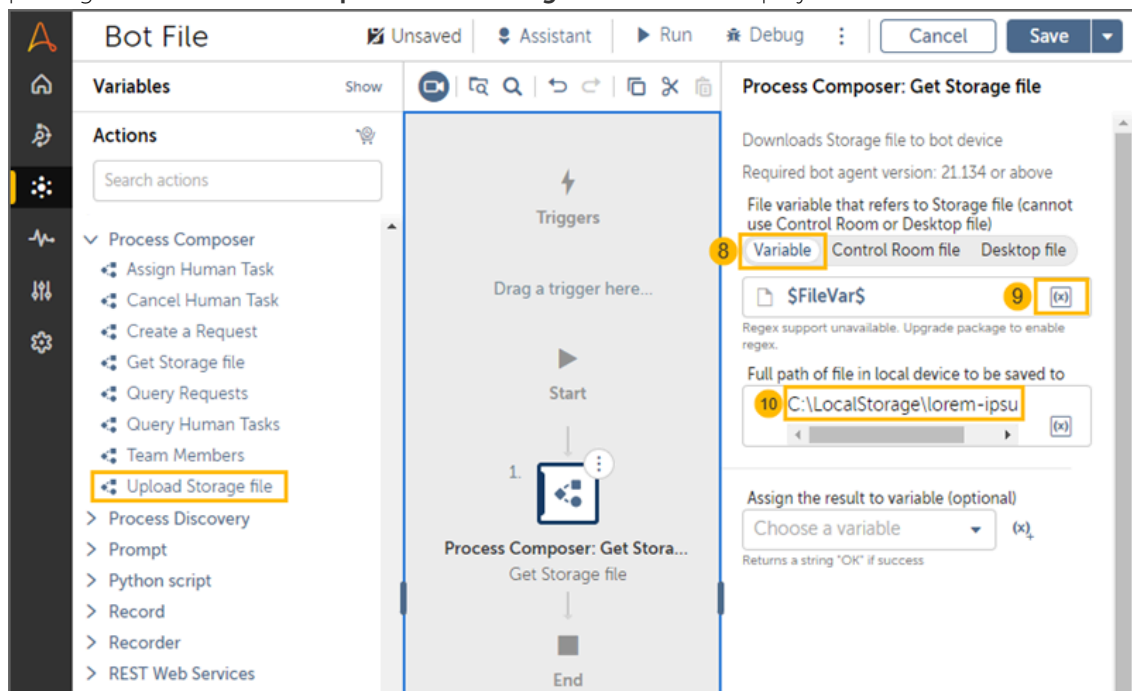 Bot File
Unsaved
Assistant
Run
Debug
Cancel
Save
Variables
Show
Actions
Search actions
Process Composer
Assign Human Task
Cancel Human Task
Create a Request
Get Storage file
Query Requests
Query Human Tasks
Team Members
Upload Storage file
Process Discovery
Prompt
Python script
Record
Recorder
REST Web Services
Triggers
Drag a trigger here...
Start
1.
Process Composer: Get Stora...
Get Storage file
End
Process Composer: Get Storage file
Downloads Storage file to bot device
Required bot agent version: 21.134 or above
File variable that refers to Storage file (cannot
use Control Room or Desktop file)
8
Variable
Control Room file
Desktop file
$FileVar$
9
(x)
Regex support unavailable. Upgrade package to enable
regex.
Full path of file in local device to be saved to
10
C:\LocalStorage\lorem-ipsu
(x)
Assign the result to variable (optional)
Choose a variable
(x)+
Returns a string "OK" if success